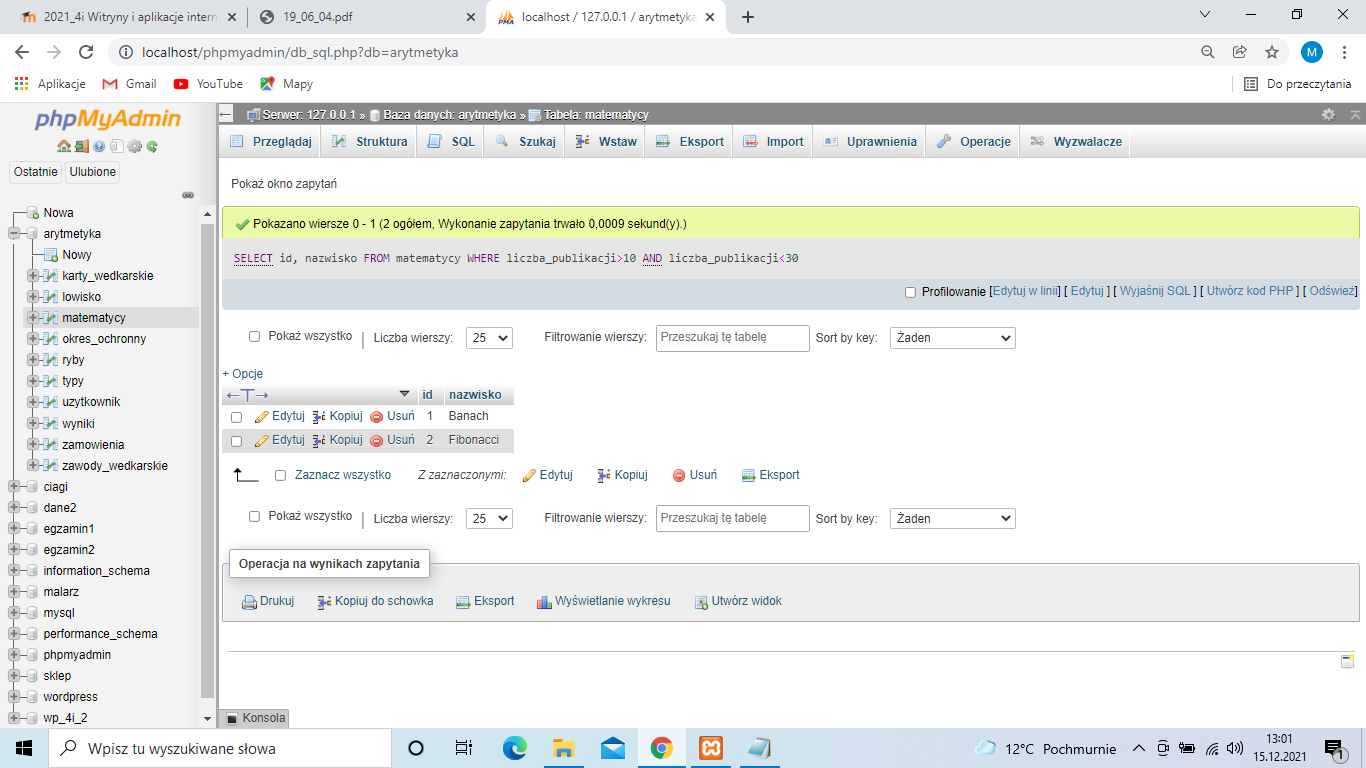 2021_4i Witryny i aplikacje intern
19_06_04.pdf
localhost / 127.0.0.1 / arytmetyka
localhost/phpmyadmin/db_sql.php?db=arytmetyka
M
Aplikacje Gmail YouTube Mapy Do przeczytania
phpMyAdmin
Ostatnie Ulubione
Nowa
arytmetyka
Nowy
karty_wedkarskie
lowisko
matematycy
okres_ochronny
ryby
typy
uzytkownik
wyniki
zamowienia
zawody_wedkarskie
ciagi
dane2
egzamin1
egzamin2
information_schema
malarz
mysql
performance_schema
phpmyadmin
sklep
wordpress
wp_4i_2
Serwer: 127.0.0.1 » Baza danych: arytmetyka » Tabela: matematycy
Przeglądaj Struktura SQL Szukaj Wstaw Eksport Import Uprawnienia Operacje Wyzwalacze
Pokaż okno zapytań
Pokazano wiersze 0 - 1 (2 ogółem, Wykonanie zapytania trwało 0,0009 sekund(y).)
SELECT id, nazwisko FROM matematycy WHERE liczba_publikacji>10 AND liczba_publikacji<30
Profilowanie [Edytuj w linii] [ Edytuj ] [ Wyjaśnij SQL ] [ Utwórz kod PHP ] [ Odśwież]
Pokaż wszystko | Liczba wierszy: 25 Filtrowanie wierszy: Przeszukaj tę tabelę Sort by key: Żaden
+ Opcje
←T→ id nazwisko
Edytuj Kopiuj Usuń 1 Banach
Edytuj Kopiuj Usuń 2 Fibonacci
Zaznacz wszystko Z zaznaczonymi: Edytuj Kopiuj Usuń Eksport
Pokaż wszystko | Liczba wierszy: 25 Filtrowanie wierszy: Przeszukaj tę tabelę Sort by key: Żaden
Operacja na wynikach zapytania
Drukuj Kopiuj do schowka Eksport Wyświetlanie wykresu Utwórz widok
Konsola
Wpisz tu wyszukiwane słowa
12°C Pochmurnie
13:01
15.12.2021
1